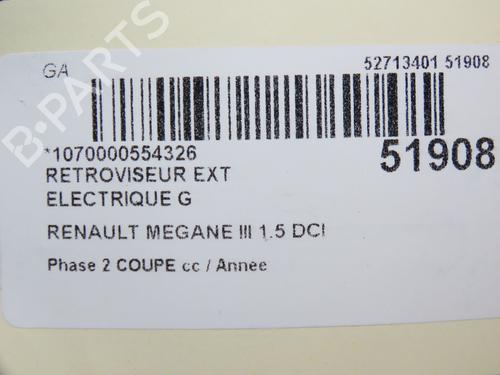 GA
52713401 51908
*1070000554326
51908
RETROVISEUR EXT
ELECTRIQUE G
RENAULT MEGANE III 1.5 DCI
Phase 2 COUPE cc / Année
B-PARTS